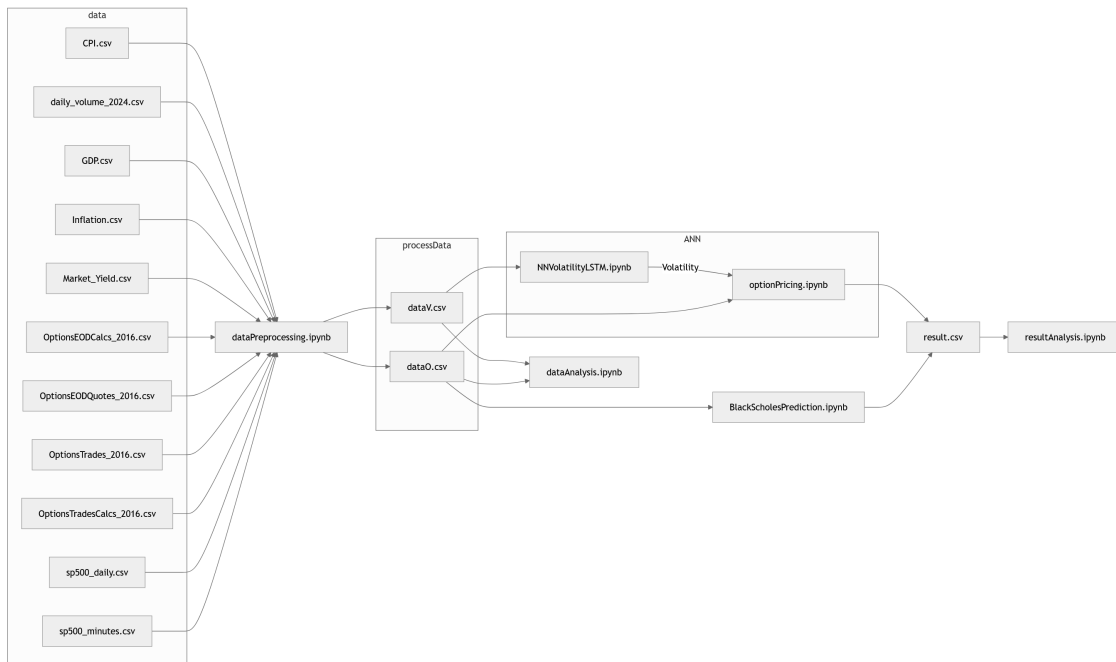 data
CPI.csv
daily_volume_2024.csv
GDP.csv
Inflation.csv
Market_Yield.csv
OptionsEODCalcs_2016.csv
OptionsEODQuotes_2016.csv
OptionsTrades_2016.csv
OptionsTradesCalcs_2016.csv
sp500_daily.csv
sp500_minutes.csv
dataPreprocessing.ipynb
processData
dataV.csv
dataO.csv
ANN
NNVolatilityLSTM.ipynb
Volatility
optionPricing.ipynb
dataAnalysis.ipynb
BlackScholesPrediction.ipynb
result.csv
resultAnalysis.ipynb